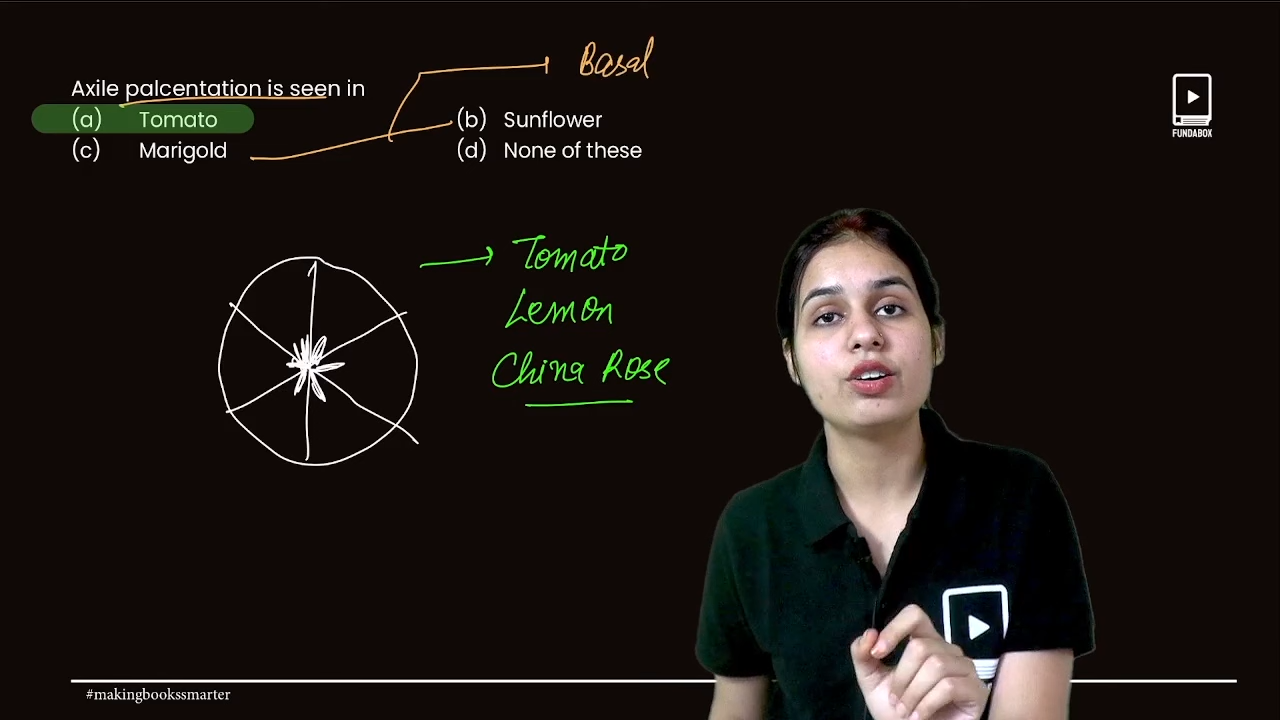 Basal
Axile palcentation is seen in
(a) Tomato (b) Sunflower
(c) Marigold (d) None of these
FUNDABOX
Tomato
Lemon
China Rose
#makingbookssmarter